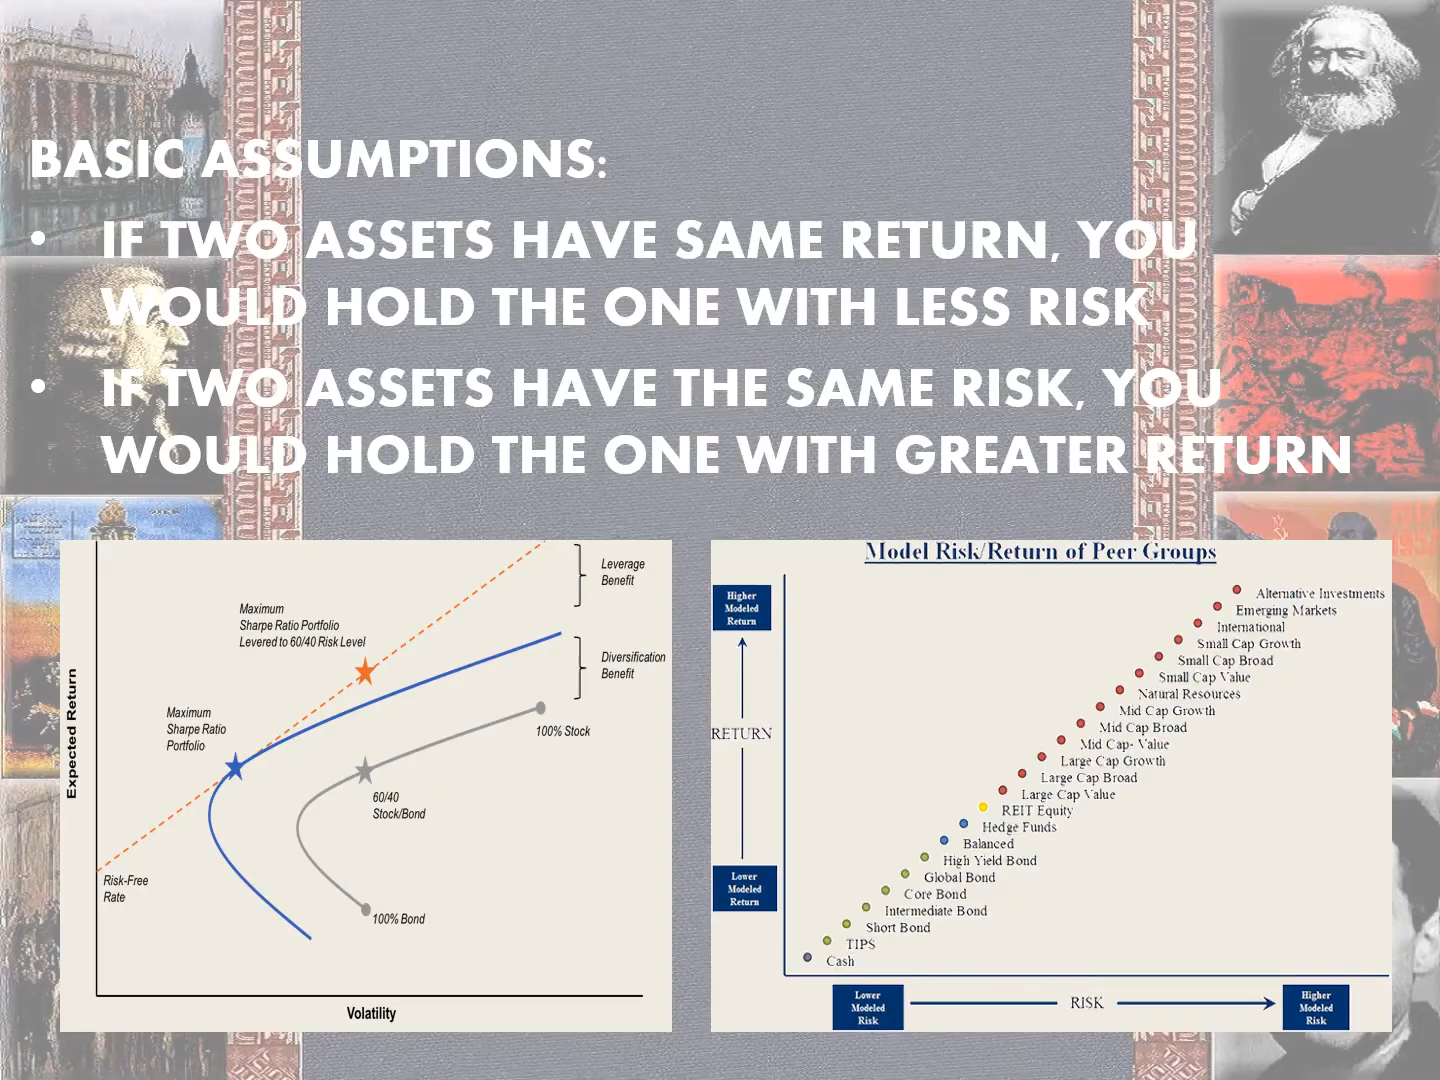 BASIC ASSUMPTIONS:
• IF TWO ASSETS HAVE SAME RETURN, YOU
WOULD HOLD THE ONE WITH LESS RISK
• IF TWO ASSETS HAVE THE SAME RISK, YOU
WOULD HOLD THE ONE WITH GREATER RETURN
Leverage
Benefit
Maximum
Sharpe Ratio Portfolio
Levered to 60/40 Risk Level
Diversification
Benefit
Maximum
Sharpe Ratio
Portfolio
100% Stock
60/40
Stock/Bond
Risk-Free
Rate
100% Bond
Expected Return
Volatility
Model Risk/Return of Peer Groups
Higher
Modeled
Return
RETURN
Lower
Modeled
Return
Alternative Investments
Emerging Markets
International
Small Cap Growth
Small Cap Broad
Small Cap Value
Natural Resources
Mid Cap Growth
Mid Cap Broad
Mid Cap- Value
Large Cap Growth
Large Cap Broad
Large Cap Value
REIT Equity
Hedge Funds
Balanced
High Yield Bond
Global Bond
Core Bond
Intermediate Bond
Short Bond
TIPS
Cash
Lower
Modeled
Risk
RISK
Higher
Modeled
Risk